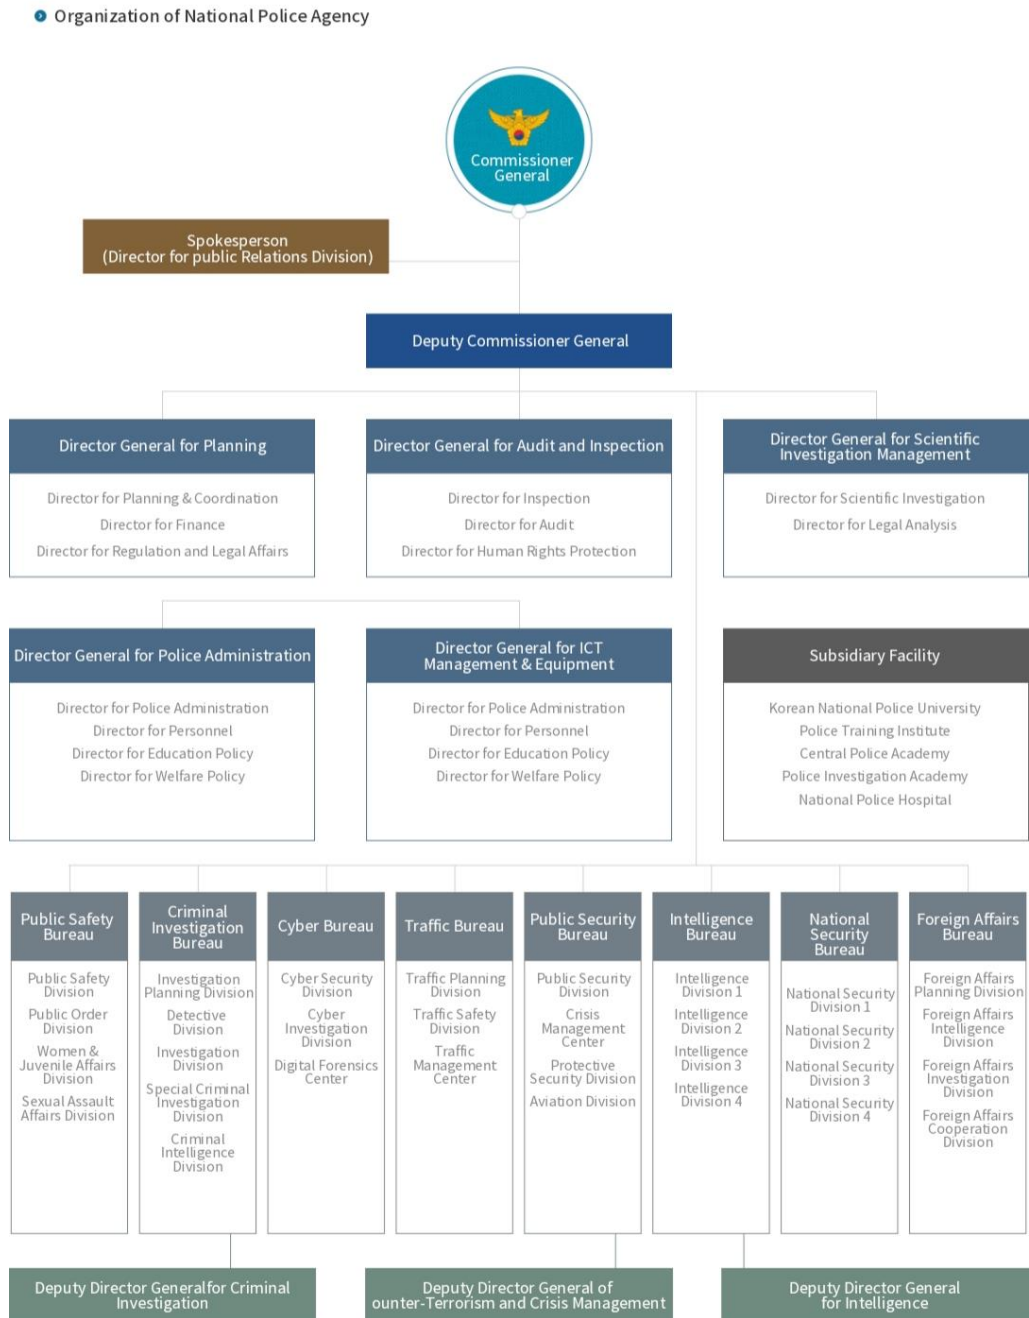 Organization of National Police Agency
Commissioner
General
Spokesperson
(Director for public Relations Division)
Deputy Commissioner General
Director General for Planning
Director for Planning & Coordination
Director for Finance
Director for Regulation and Legal Affairs
Director General for Audit and Inspection
Director for Inspection
Director for Audit
Director for Human Rights Protection
Director General for Scientific
Investigation Management
Director for Scientific Investigation
Director for Legal Analysis
Director General for Police Administration
Director for Police Administration
Director for Personnel
Director for Education Policy
Director for Welfare Policy
Director General for ICT
Management & Equipment
Director for Police Administration
Director for Personnel
Director for Education Policy
Director for Welfare Policy
Subsidiary Facility
Korean National Police University
Police Training Institute
Central Police Academy
Police Investigation Academy
National Police Hospital
Public Safety
Bureau
Public Safety
Division
Public Order
Division
Women &
Juvenile Affairs
Division
Sexual Assault
Affairs Division
Criminal
Investigation
Bureau
Investigation
Planning Division
Detective
Division
Investigation
Division
Special Criminal
Investigation
Division
Criminal
Intelligence
Division
Cyber Bureau
Cyber Security
Division
Cyber
Investigation
Division
Digital Forensics
Center
Traffic Bureau
Traffic Planning
Division
Traffic Safety
Division
Traffic
Management
Center
Public Security
Bureau
Public Security
Division
Crisis
Management
Center
Protective
Security Division
Aviation Division
Intelligence
Bureau
Intelligence
Division 1
Intelligence
Division 2
Intelligence
Division 3
Intelligence
Division 4
National
Security
Bureau
National Security
Division 1
National Security
Division 2
National Security
Division 3
National Security
Division 4
Foreign Affairs
Bureau
Foreign Affairs
Planning Division
Foreign Affairs
Intelligence
Division
Foreign Affairs
Investigation
Division
Foreign Affairs
Cooperation
Division
Deputy Director Generalfor Criminal
Investigation
Deputy Director General of
ounter-Terrorism and Crisis Management
Deputy Director General
for Intelligence